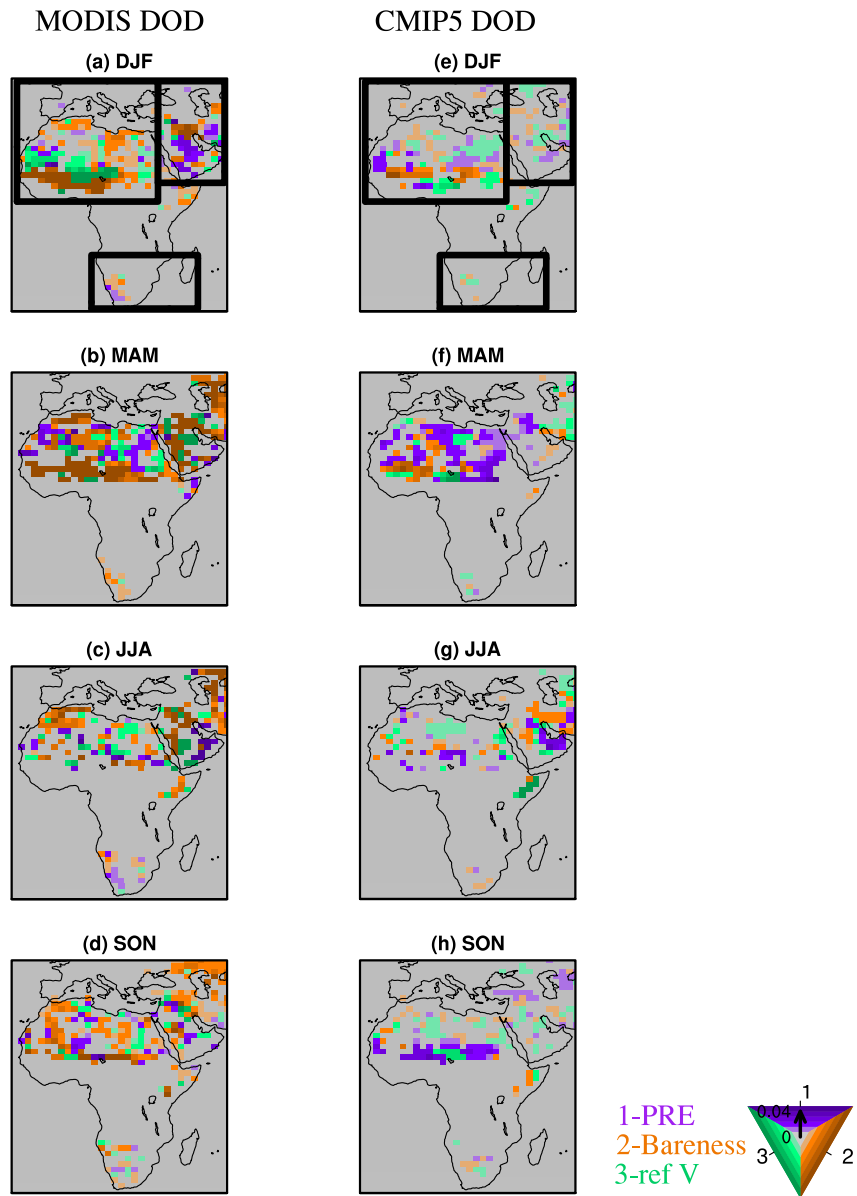 MODIS DOD
CMIP5 DOD
(a) DJF
(e) DJF
(b) MAM
(f) MAM
(c) JJA
(g) JJA
(d) SON
(h) SON
1-PRE
2-Bareness
3-ref V
1
0.04
0
3
2